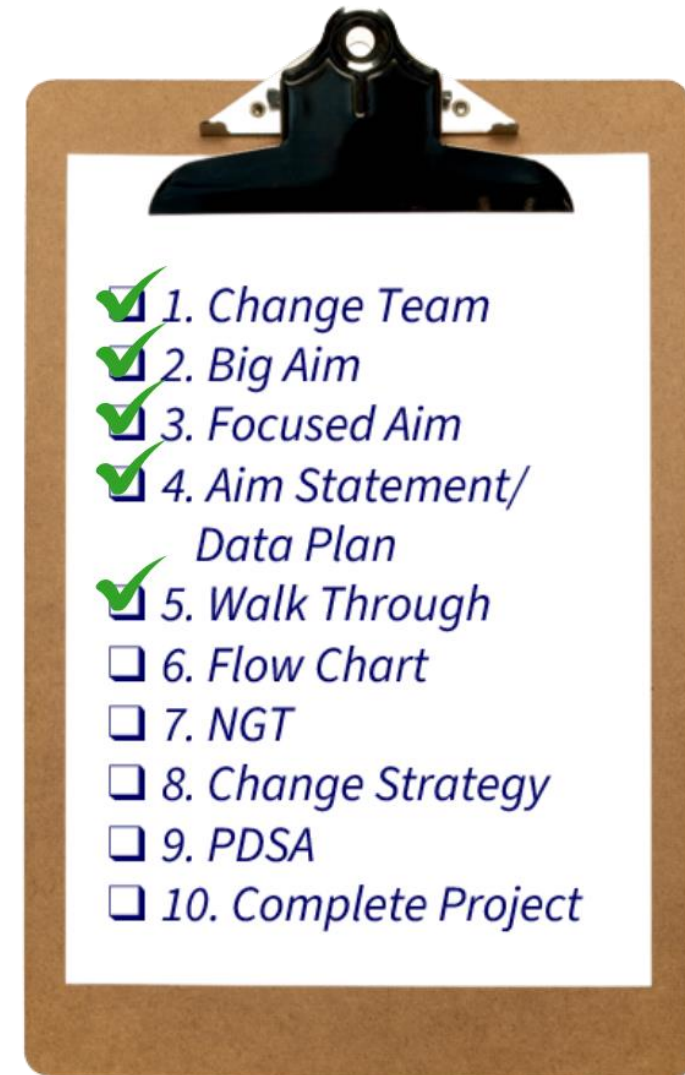 1. Change Team
2. Big Aim
3. Focused Aim
4. Aim Statement/
Data Plan
5. Walk Through
6. Flow Chart
7. NGT
8. Change Strategy
9. PDSA
10. Complete Project